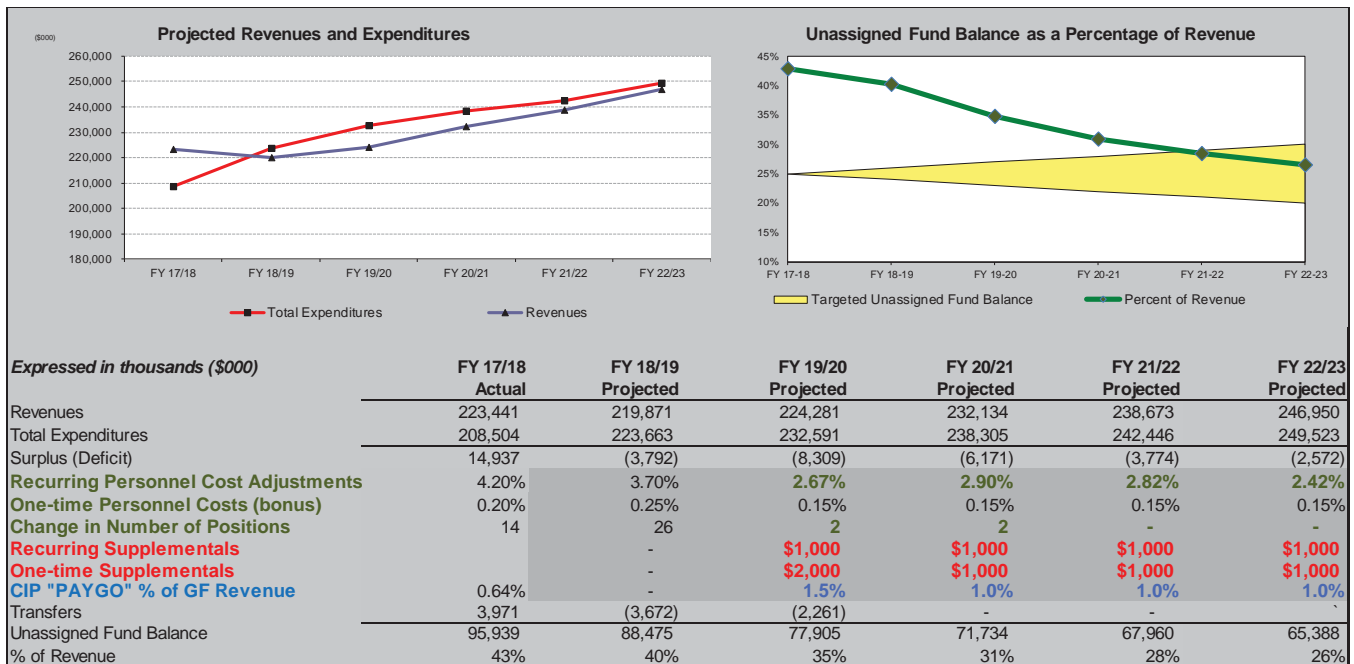 Projected Revenues and Expenditures
($000)
260,000
250,000
240,000
230,000
220,000
210,000
200,000
190,000
180,000
FY 17/18 FY 18/19 FY 19/20 FY 20/21 FY 21/22 FY 22/23
Total Expenditures Revenues
Unassigned Fund Balance as a Percentage of Revenue
45%
40%
35%
30%
25%
20%
15%
10%
FY 17-18 FY 18-19 FY 19-20 FY 20-21 FY 21-22 FY 22-23
Targeted Unassigned Fund Balance Percent of Revenue
Expressed in thousands ($000) FY 17/18 FY 18/19 FY 19/20 FY 20/21 FY 21/22 FY 22/23
Actual Projected Projected Projected Projected Projected
Revenues 223,441 219,871 224,281 232,134 238,673 246,950
Total Expenditures 208,504 223,663 232,591 238,305 242,446 249,523
Surplus (Deficit) 14,937 (3,792) (8,309) (6,171) (3,774) (2,572)
Recurring Personnel Cost Adjustments 4.20% 3.70% 2.67% 2.90% 2.82% 2.42%
One-time Personnel Costs (bonus) 0.20% 0.25% 0.15% 0.15% 0.15% 0.15%
Change in Number of Positions 14 26 2 2 - -
Recurring Supplementals - $1,000 $1,000 $1,000 $1,000
One-time Supplementals - $2,000 $1,000 $1,000 $1,000
CIP "PAYGO" % of GF Revenue 0.64% - 1.5% 1.0% 1.0% 1.0%
Transfers 3,971 (3,672) (2,261) - - `
Unassigned Fund Balance 95,939 88,475 77,905 71,734 67,960 65,388
% of Revenue 43% 40% 35% 31% 28% 26%